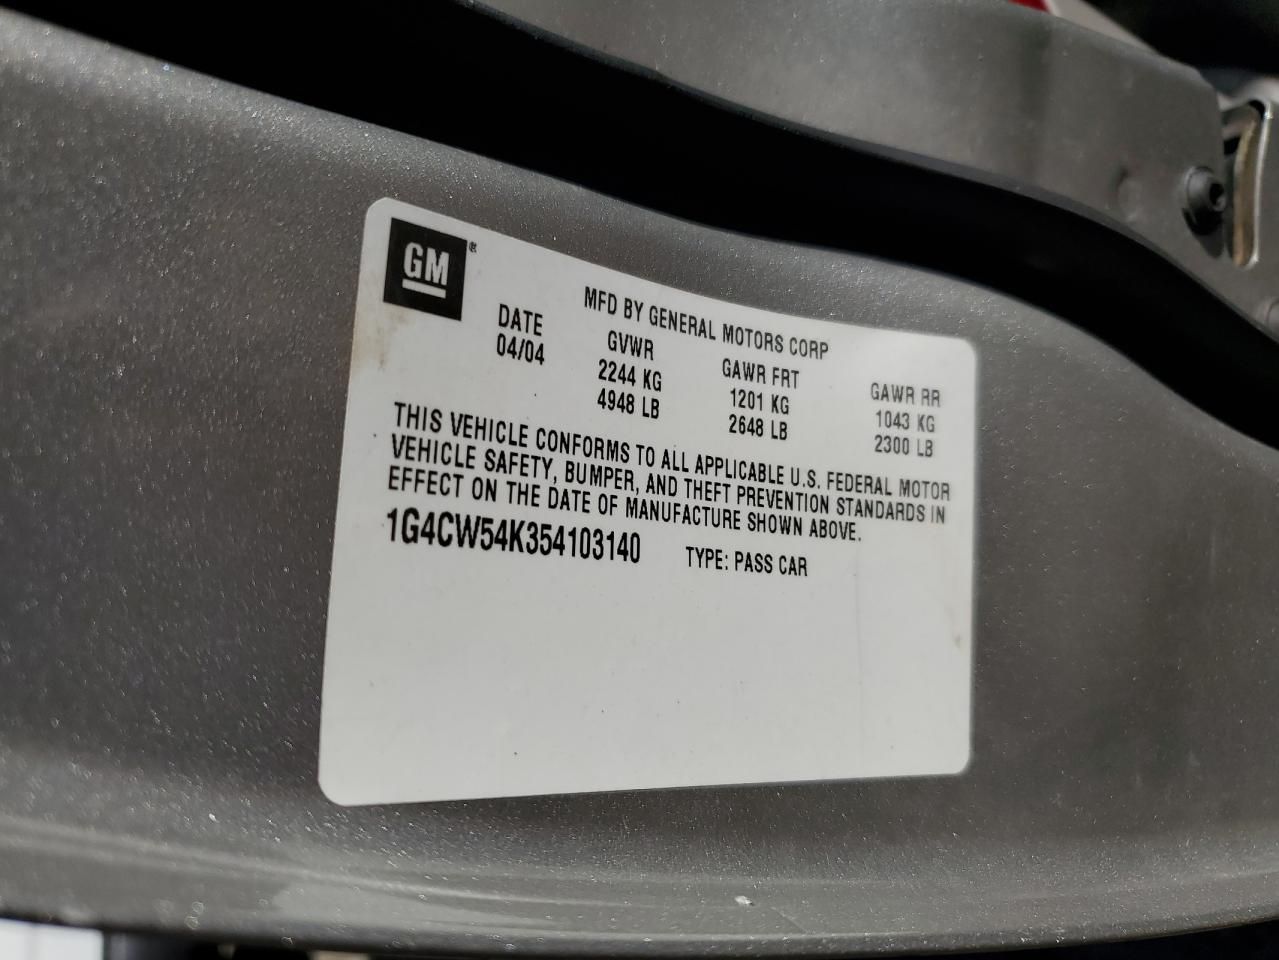 GM®
MFD BY GENERAL MOTORS CORP
DATE GVWR GAWR FRT GAWR RR
04/04 2244 KG 1201 KG 1043 KG
4948 LB 2648 LB 2300 LB
THIS VEHICLE CONFORMS TO ALL APPLICABLE U.S. FEDERAL MOTOR
VEHICLE SAFETY, BUMPER, AND THEFT PREVENTION STANDARDS IN
EFFECT ON THE DATE OF MANUFACTURE SHOWN ABOVE.
1G4CW54K354103140 TYPE: PASS CAR